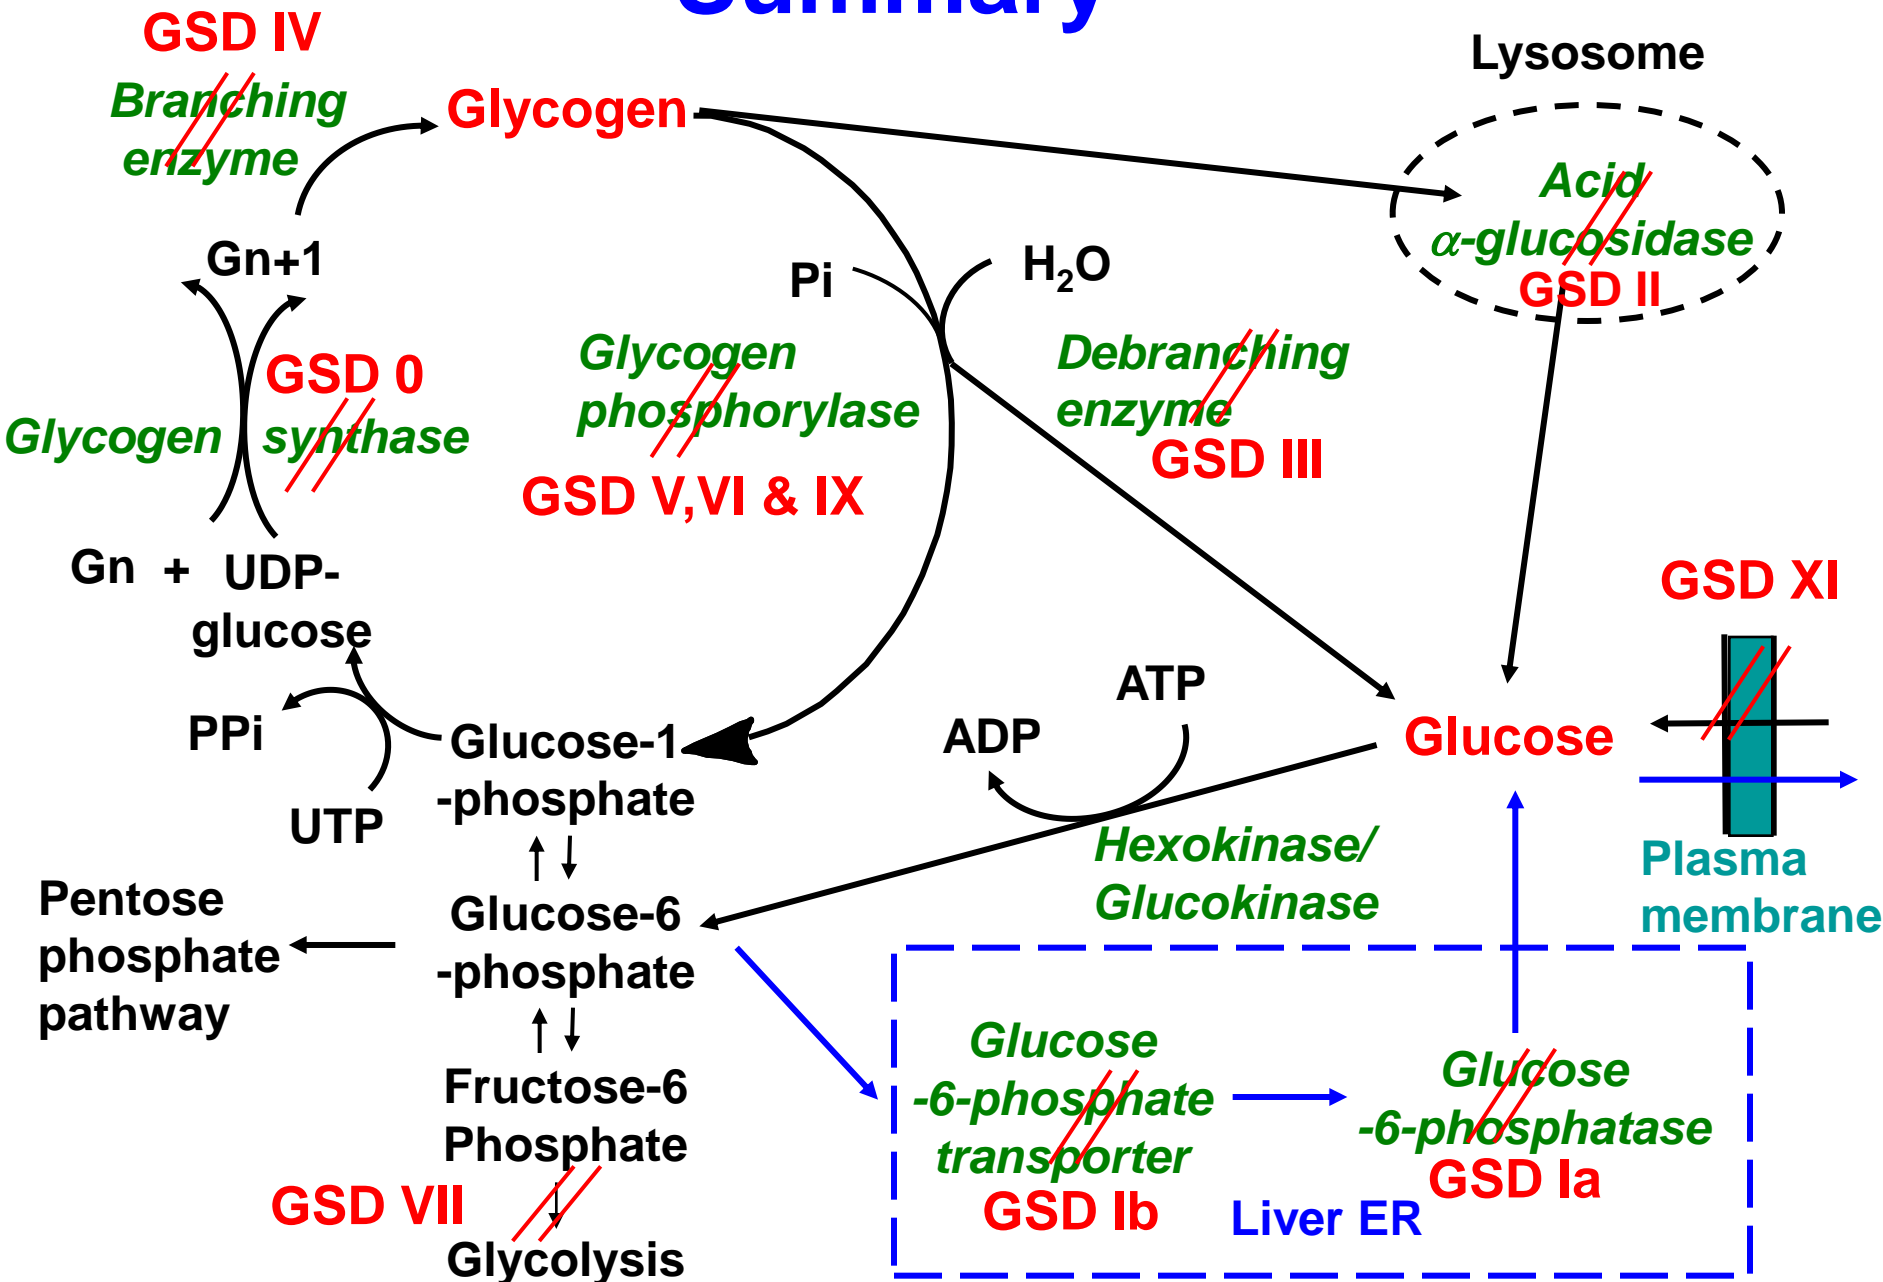 Summary
GSD IV
Branching
enzyme
Glycogen
Lysosome
Acid
α-glucosidase
GSD II
Gn+1
Pi
H₂O
GSD 0
Glycogen synthase
Glycogen
phosphorylase
GSD V,VI & IX
Debranching
enzyme
GSD III
Gn + UDP-
glucose
GSD XI
PPi
UTP
Glucose-1
-phosphate
ADP
ATP
Glucose
Hexokinase/
Glucokinase
Plasma
membrane
Pentose
phosphate
pathway
Glucose-6
-phosphate
Fructose-6
Phosphate
GSD VII
Glycolysis
Glucose
-6-phosphate
transporter
GSD Ib
Glucose
-6-phosphatase
GSD Ia
Liver ER